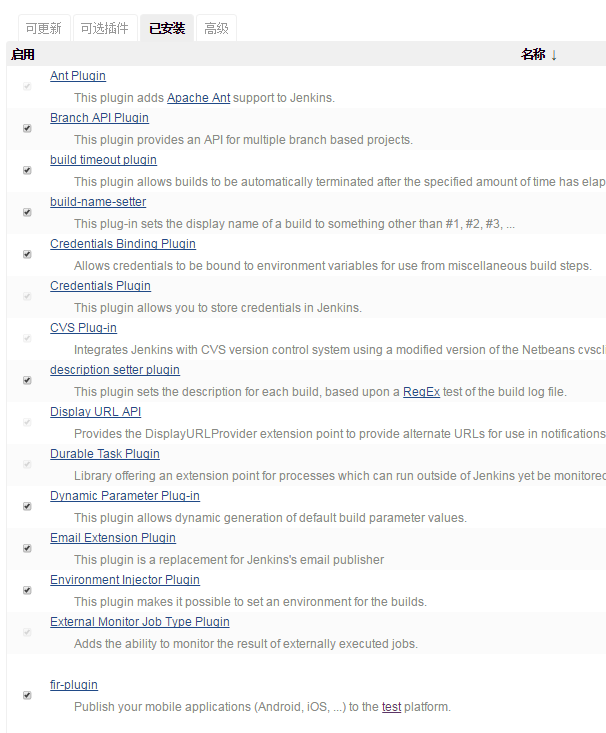 可更新 可选插件 已安装 高级
启用 名称 ↓
Ant Plugin
This plugin adds Apache Ant support to Jenkins.
Branch API Plugin
This plugin provides an API for multiple branch based projects.
build timeout plugin
This plugin allows builds to be automatically terminated after the specified amount of time has elap
build-name-setter
This plug-in sets the display name of a build to something other than #1, #2, #3, ...
Credentials Binding Plugin
Allows credentials to be bound to environment variables for use from miscellaneous build steps.
Credentials Plugin
This plugin allows you to store credentials in Jenkins.
CVS Plug-in
Integrates Jenkins with CVS version control system using a modified version of the Netbeans cvscli
description setter plugin
This plugin sets the description for each build, based upon a RegEx test of the build log file.
Display URL API
Provides the DisplayURLProvider extension point to provide alternate URLs for use in notifications
Durable Task Plugin
Library offering an extension point for processes which can run outside of Jenkins yet be monitored
Dynamic Parameter Plug-in
This plugin allows dynamic generation of default build parameter values.
Email Extension Plugin
This plugin is a replacement for Jenkins's email publisher
Environment Injector Plugin
This plugin makes it possible to set an environment for the builds.
External Monitor Job Type Plugin
Adds the ability to monitor the result of externally executed jobs.
fir-plugin
Publish your mobile applications (Android, iOS, ...) to the test platform.